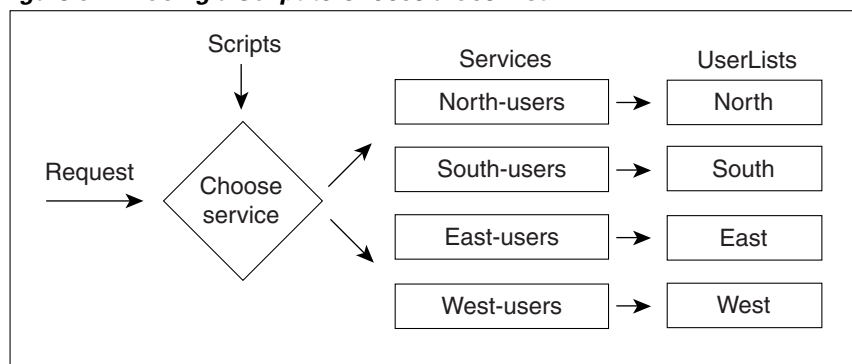 Scripts
Services
UserLists
North-users
North
Request
Choose
service
South-users
South
East-users
East
West-users
West